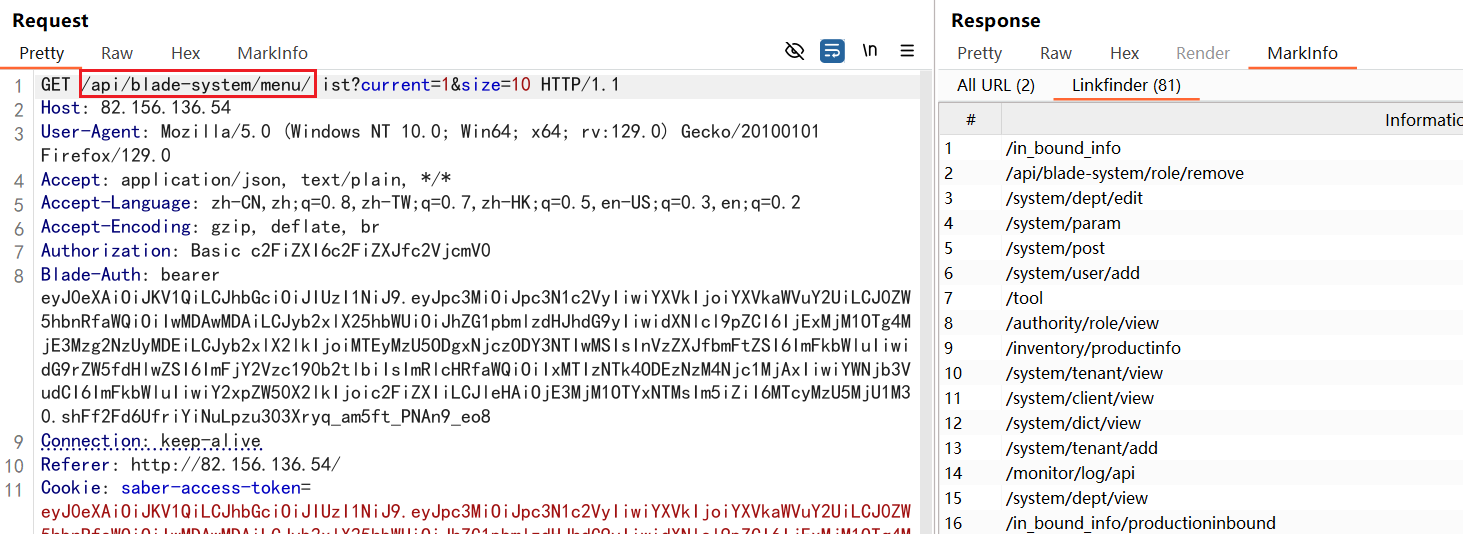 Request
Pretty Raw Hex MarkInfo
\n
1 GET /api/blade-system/menu/ ist?current=1&size=10 HTTP/1.1
2 Host: 82.156.136.54
3 User-Agent: Mozilla/5.0 (Windows NT 10.0; Win64; x64; rv:129.0) Gecko/20100101
Firefox/129.0
4 Accept: application/json, text/plain, */*
5 Accept-Language: zh-CN,zh;q=0.8,zh-TW;q=0.7,zh-HK;q=0.5,en-US;q=0.3,en;q=0.2
6 Accept-Encoding: gzip, deflate, br
7 Authorization: Basic c2FiZXI6c2FiZXJfc2VjcmV0
8 Blade-Auth: bearer
eyJ0eXAiOiJKV1QiLCJhbGciOiJIUzI1NiJ9.eyJpc3MiOiJpc3N1c2VyIiwiYXVkIjoiYXVkaWVuY2UiLCJ0ZW
5hbnRfaWQiOiIwMDAwMDAiLCJyb2xlX25hbWUiOiJhZG1pbmlzdHJhdG9yIiwidXNlcl9pZCI6IjExMjM1OTg4M
jE3Mzg2NzUyMDEiLCJyb2xlX2lkIjoiMTEyMzU5ODgxNjczODY3NTIwMSIsInVzZXJfbmFtZSI6ImFkbWluIiwi
dG9rZW5fdHlwZSI6ImFjY2Vzc190b2tlbiIsImRlcHRfaWQiOiIxMTIzNTk4ODEzNzM4Njc1MjAxIiwiYWNjb3V
udCI6ImFkbWluIiwiY2xpZW50X2lkIjoic2FiZXIiLCJleHAiOjE3MjM1OTYxNTMsIm5iZiI6MTcyMzU5MjU1M3
0.shFf2Fd6UfriYiNuLpzu303Xryq_am5ft_PNAn9_eo8
9 Connection: keep-alive
10 Referer: http://82.156.136.54/
11 Cookie: saber-access-token=
eyJ0eXAiOiJKV1QiLCJhbGciOiJIUzI1NiJ9.eyJpc3MiOiJpc3N1c2VyIiwiYXVkIjoiYXVkaWVuY2UiLCJ0ZW
Response
Pretty Raw Hex Render MarkInfo
All URL (2) Linkfinder (81)
# Informatio
1 /in_bound_info
2 /api/blade-system/role/remove
3 /system/dept/edit
4 /system/param
5 /system/post
6 /system/user/add
7 /tool
8 /authority/role/view
9 /inventory/productinfo
10 /system/tenant/view
11 /system/client/view
12 /system/dict/view
13 /system/tenant/add
14 /monitor/log/api
15 /system/dept/view
16 /in_bound_info/productioninbound